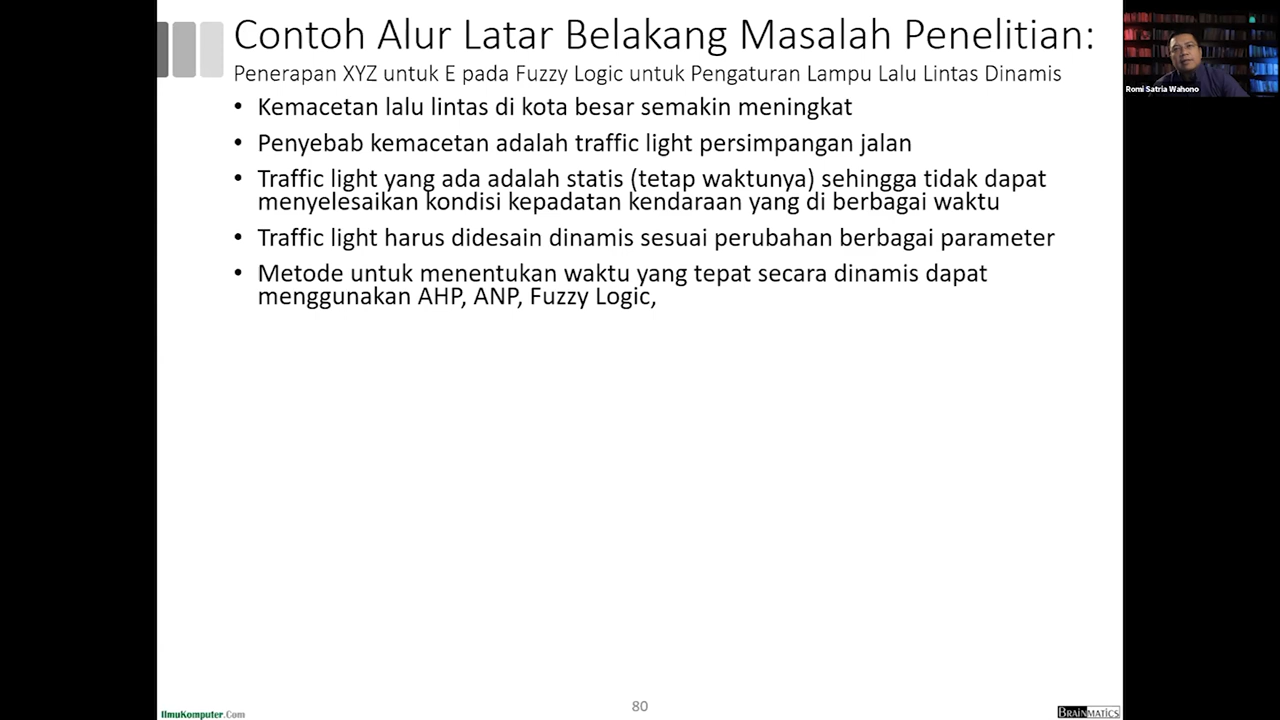 Contoh Alur Latar Belakang Masalah Penelitian:
Penerapan XYZ untuk E pada Fuzzy Logic untuk Pengaturan Lampu Lalu Lintas Dinamis
• Kemacetan lalu lintas di kota besar semakin meningkat
• Penyebab kemacetan adalah traffic light persimpangan jalan
• Traffic light yang ada adalah statis (tetap waktunya) sehingga tidak dapat
menyelesaikan kondisi kepadatan kendaraan yang di berbagai waktu
• Traffic light harus didesain dinamis sesuai perubahan berbagai parameter
• Metode untuk menentukan waktu yang tepat secara dinamis dapat
menggunakan AHP, ANP, Fuzzy Logic,
Romi Satria Wahono
IlmuKomputer.Com
80
BRAINMATICS